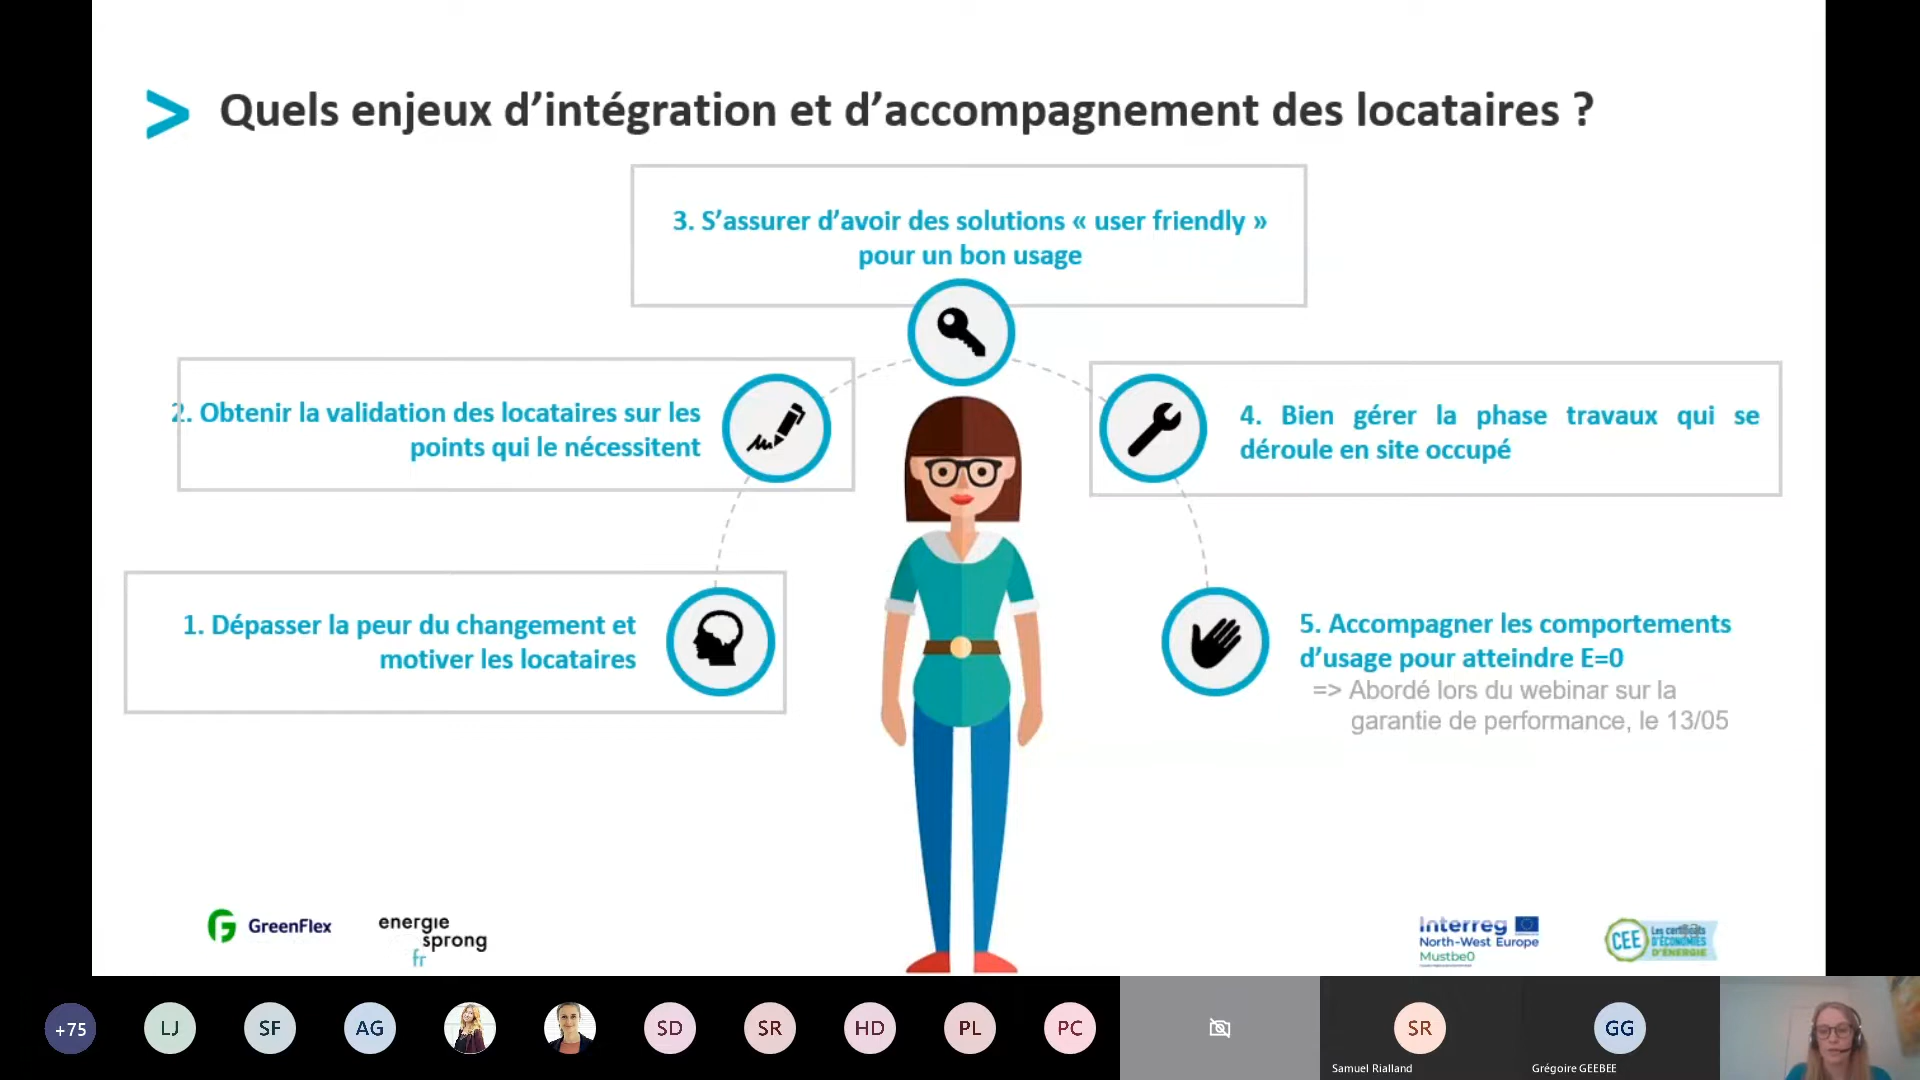 > Quels enjeux d’intégration et d’accompagnement des locataires ?
3. S’assurer d’avoir des solutions « user friendly »
pour un bon usage
2. Obtenir la validation des locataires sur les
points qui le nécessitent
4. Bien gérer la phase travaux qui se
déroule en site occupé
1. Dépasser la peur du changement et
motiver les locataires
5. Accompagner les comportements
d’usage pour atteindre E=0
=> Abordé lors du webinar sur la
garantie de performance, le 13/05
GreenFlex
energie
sprong
fr
Interreg
North-West Europe
Mustbe0
CEE
Les certificats
D'ÉCONOMIES
D'ÉNERGIE
+75
LJ
SF
AG
SD
SR
HD
PL
PC
SR
GG
Samuel Rialland
Grégoire GEEBEE